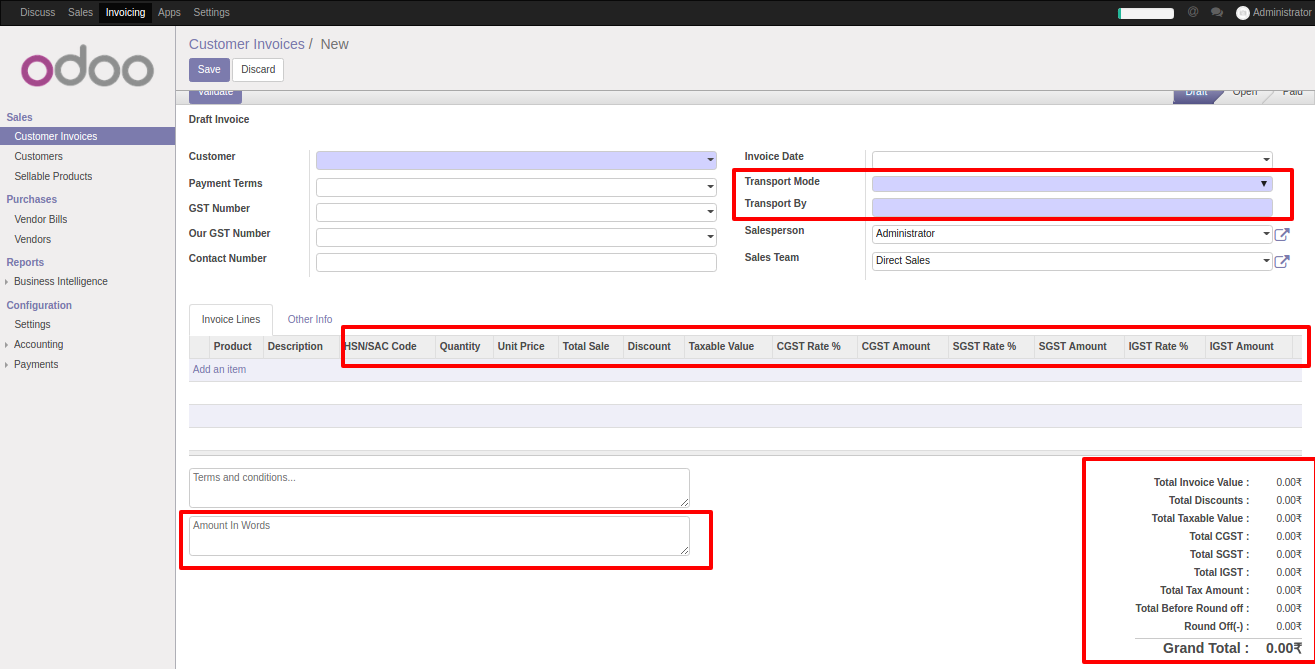 Discuss Sales Invoicing Apps Settings @ Administrator
odoo
Customer Invoices / New
Save Discard
Validate Draft Open Paid
Sales
Customer Invoices
Customers
Sellable Products
Purchases
Vendor Bills
Vendors
Reports
Business Intelligence
Configuration
Settings
Accounting
Payments
Draft Invoice
Customer
Payment Terms
GST Number
Our GST Number
Contact Number
Invoice Date
Transport Mode
Transport By
Salesperson Administrator
Sales Team Direct Sales
Invoice Lines Other Info
Product Description HSN/SAC Code Quantity Unit Price Total Sale Discount Taxable Value CGST Rate % CGST Amount SGST Rate % SGST Amount IGST Rate % IGST Amount
Add an item
Terms and conditions...
Amount In Words
Total Invoice Value : 0.00₹
Total Discounts : 0.00₹
Total Taxable Value : 0.00₹
Total CGST : 0.00₹
Total SGST : 0.00₹
Total IGST : 0.00₹
Total Tax Amount : 0.00₹
Total Before Round off : 0.00₹
Round Off(-) : 0.00₹
Grand Total : 0.00₹